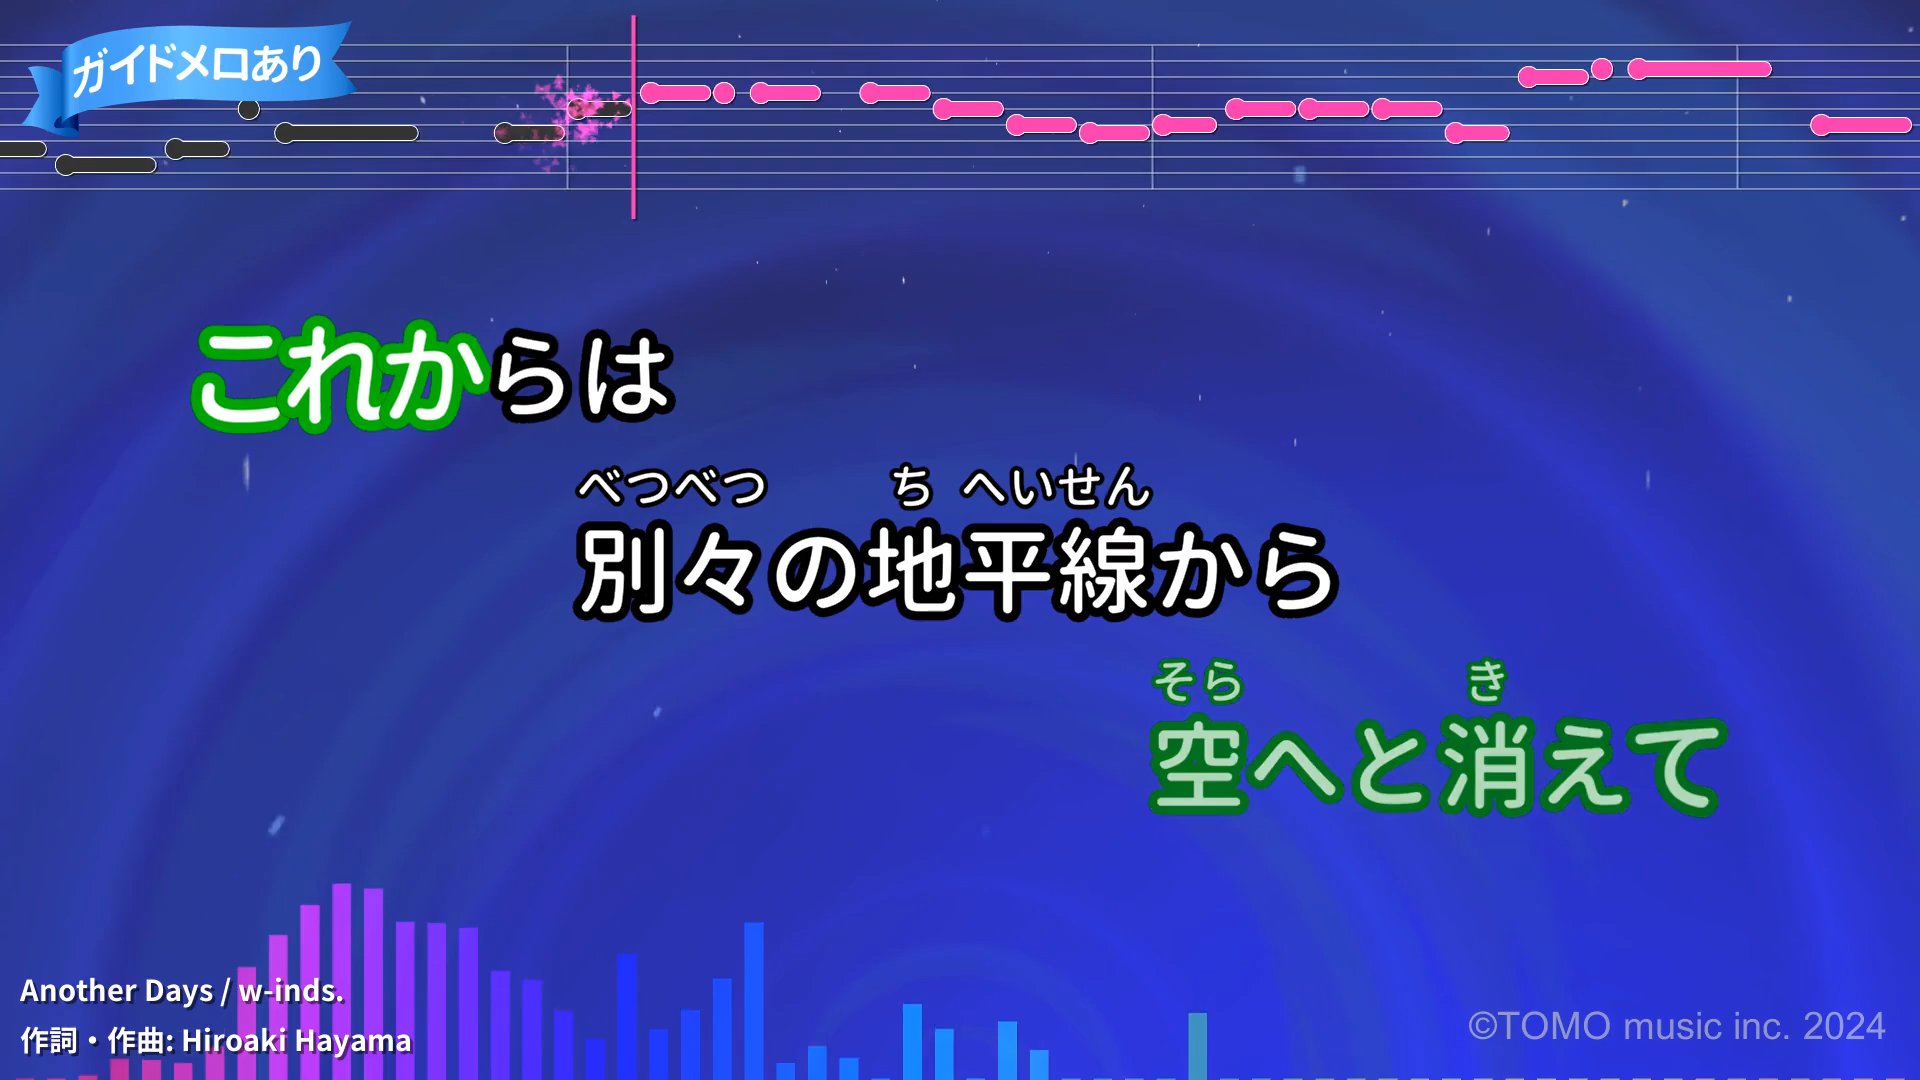 ガイドメロあり
これからは
べつべつ ち へいせん
別々の地平線から
そら き
空へと消えて
Another Days / w-inds.
作詞・作曲: Hiroaki Hayama
©TOMO music inc. 2024